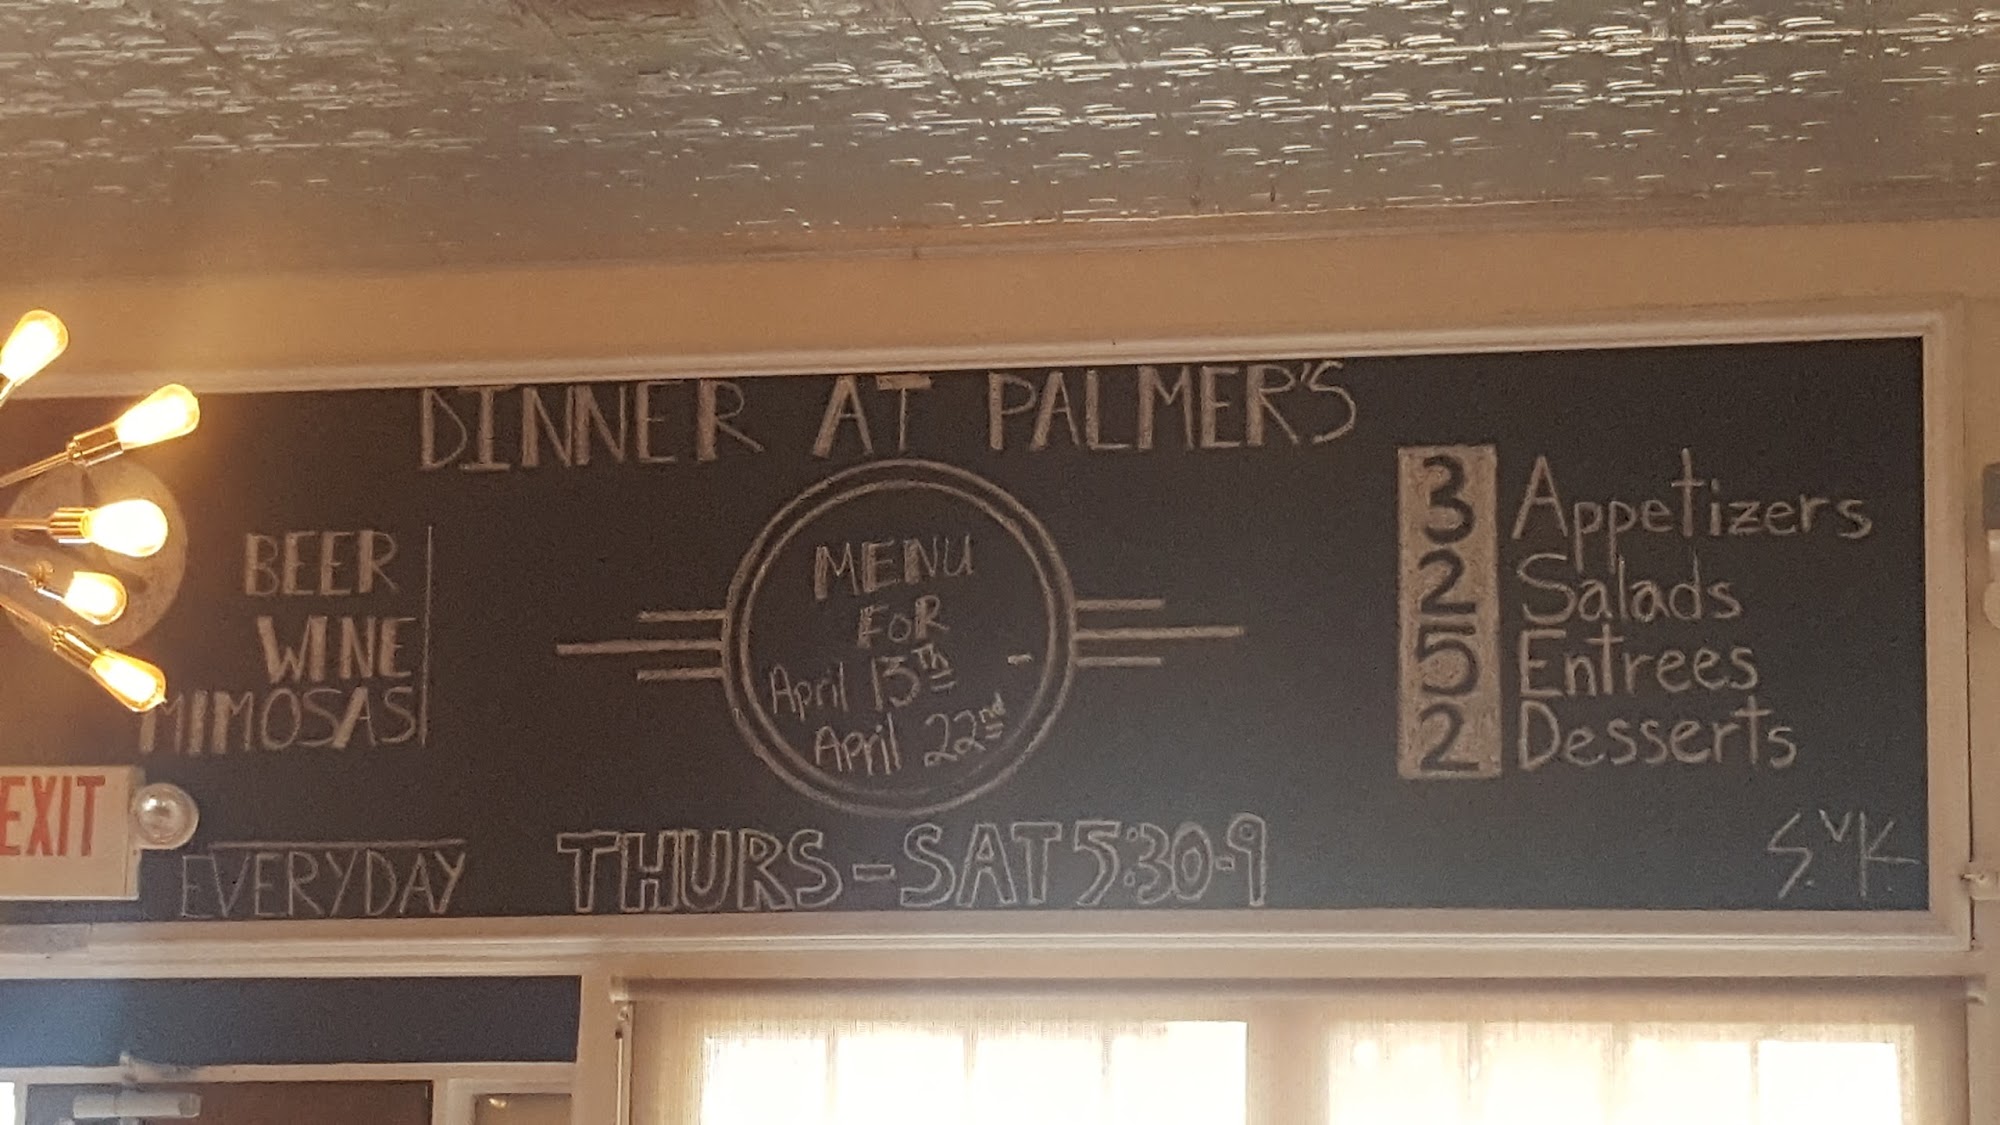 DINNER AT PALMER'S
BEER
WINE
MIMOSAS
EVERYDAY
MENU
FOR
April 13Th -
April 22nd
THURS-SAT 5:30-9
3 Appetizers
2 Salads
5 Entrees
2 Desserts
S.VK.
EXIT